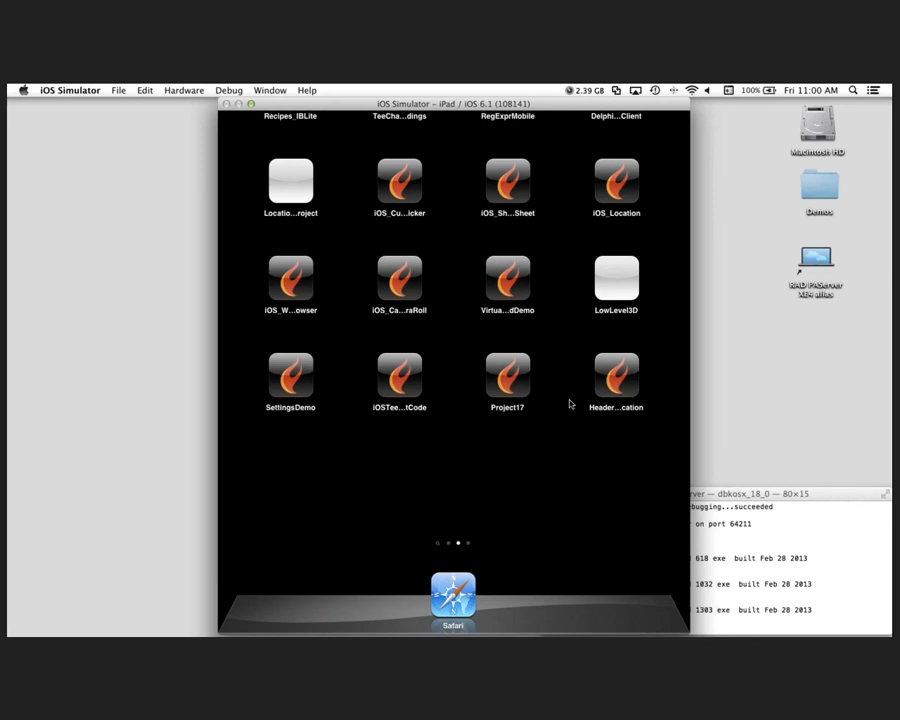 iOS Simulator File Edit Hardware Debug Window Help 2.39 GB 100% Fri 11:00 AM
iOS Simulator – iPad / iOS 6.1 (10B141)
Recipes_IBLite TeeCha...dings RegExprMobile Delphi...Client
Macintosh HD
Locatio...roject iOS_Cu...icker iOS_Sh...Sheet iOS_Location
Demos
RAD PAServer
XE4 alias
iOS_W...owser iOS_Ca...raRoll Virtua...dDemo LowLevel3D
SettingsDemo iOSTee...tCode Project17 Header...cation
rver — dbkosx_18_0 — 80×15
ebugging...succeeded
on port 64211
618 exe built Feb 28 2013
1032 exe built Feb 28 2013
1303 exe built Feb 28 2013
Safari